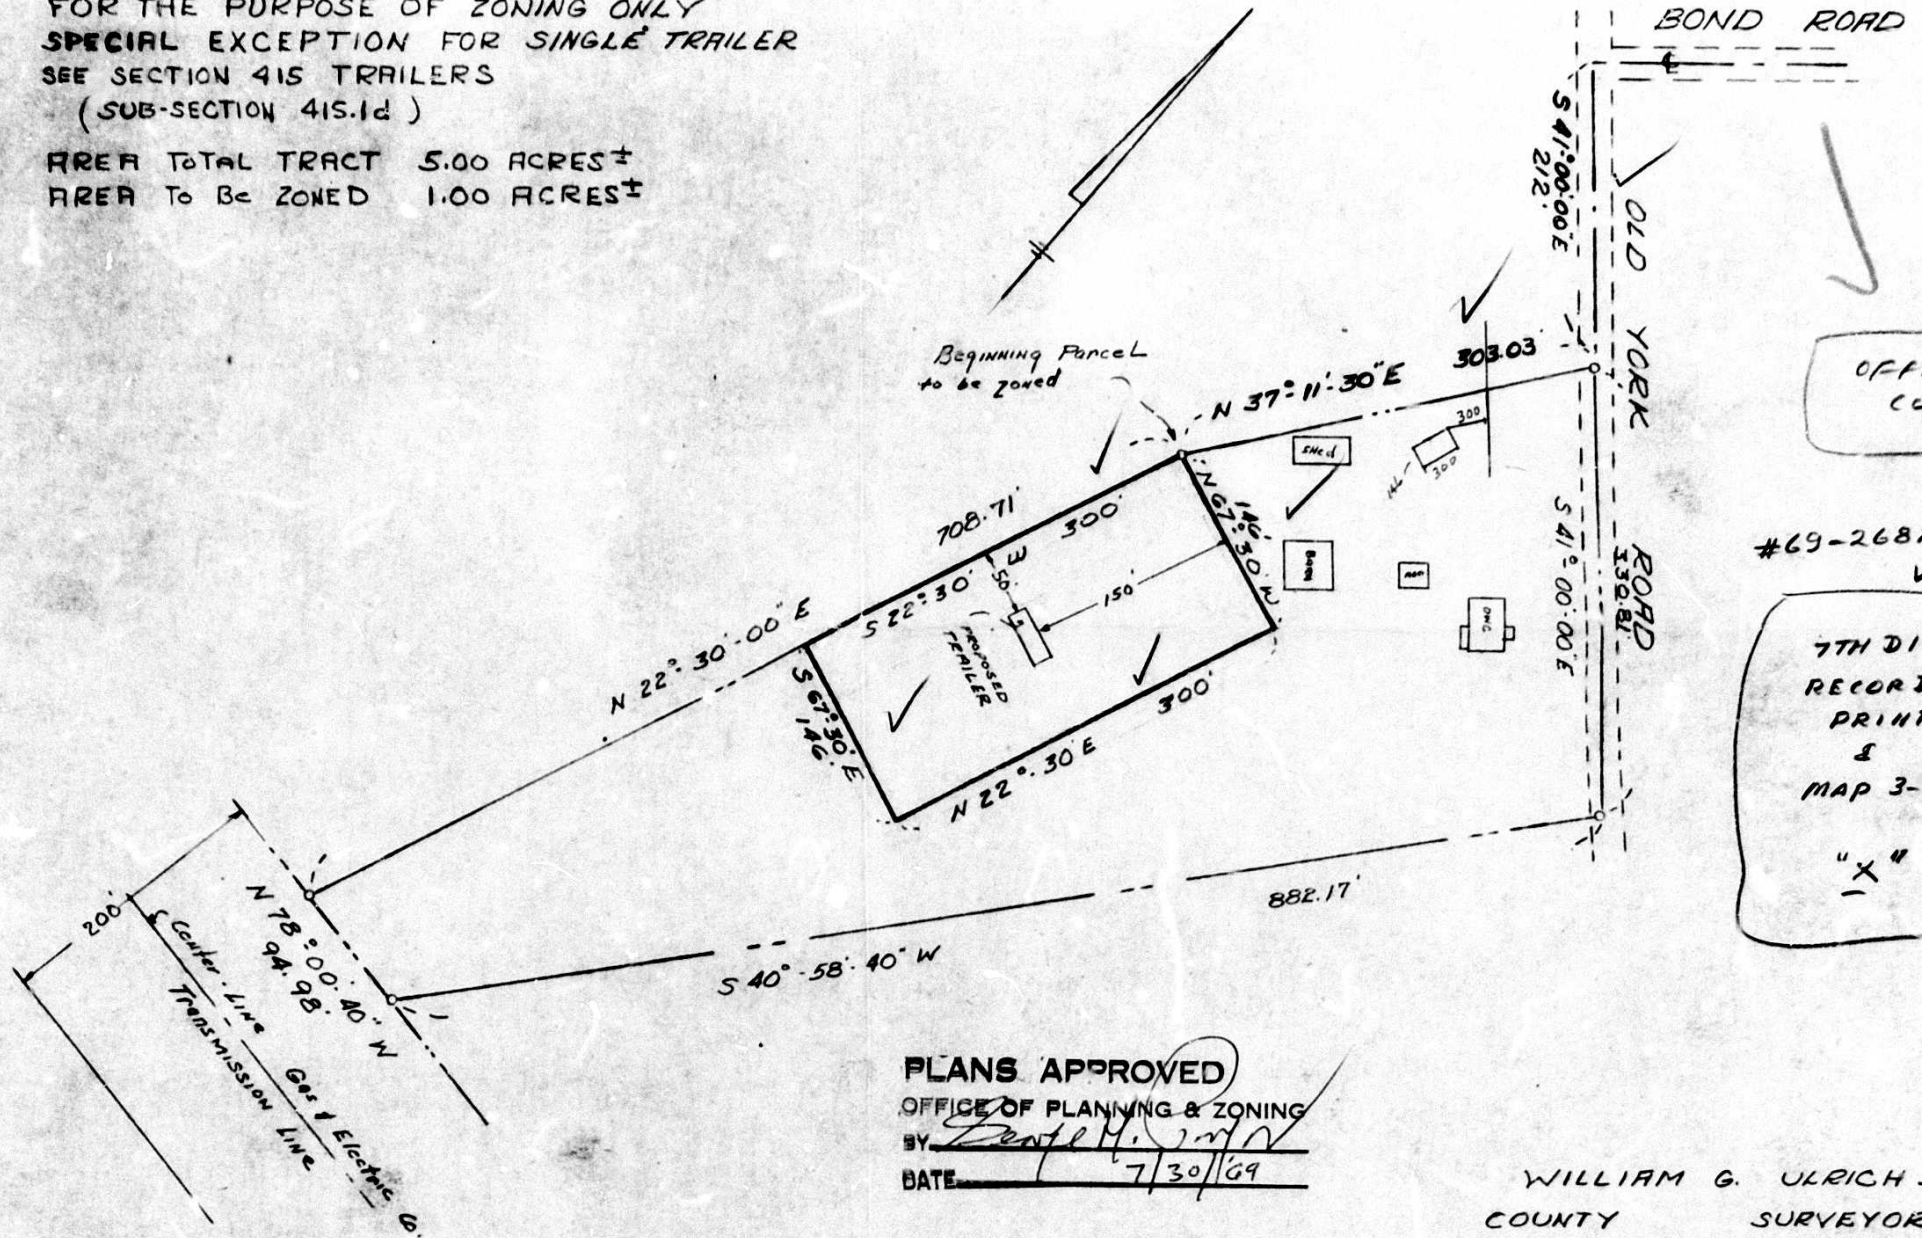 FOR THE PURPOSE OF ZONING ONLY
SPECIAL EXCEPTION FOR SINGLE TRAILER
SEE SECTION 415 TRAILERS
(SUB-SECTION 415.1d)
AREA TOTAL TRACT 5.00 ACRES±
AREA TO BE ZONED 1.00 ACRES±
BOND ROAD
S 41°00'00"E
212'
OLD YORK ROAD
Beginning Parcel
to be zoned
N 37°-11'-30"E 303.03'
300
300
Shed
708.71'
300'
S 22°-30' W
50'
150'
PROPOSED
TRAILER
146'
N 67°-30' W
Barn
DWG
S 41°-00'-00"E
330.81'
N 22°-30'-00" E
S 67°-30' E
146'
N 22°-30' E
300'
882.17'
S 40°-58'-40" W
200'
N 78°-00'-40" W
94.98'
Center Line Gas & Electric Co.
Transmission Line
#69-268
7TH DI
RECOR
PRIN
&
MAP 3-
"X"
PLANS APPROVED
OFFICE OF PLANNING & ZONING
BY
DATE 7/30/69
WILLIAM G. ULRICH
COUNTY SURVEYOR